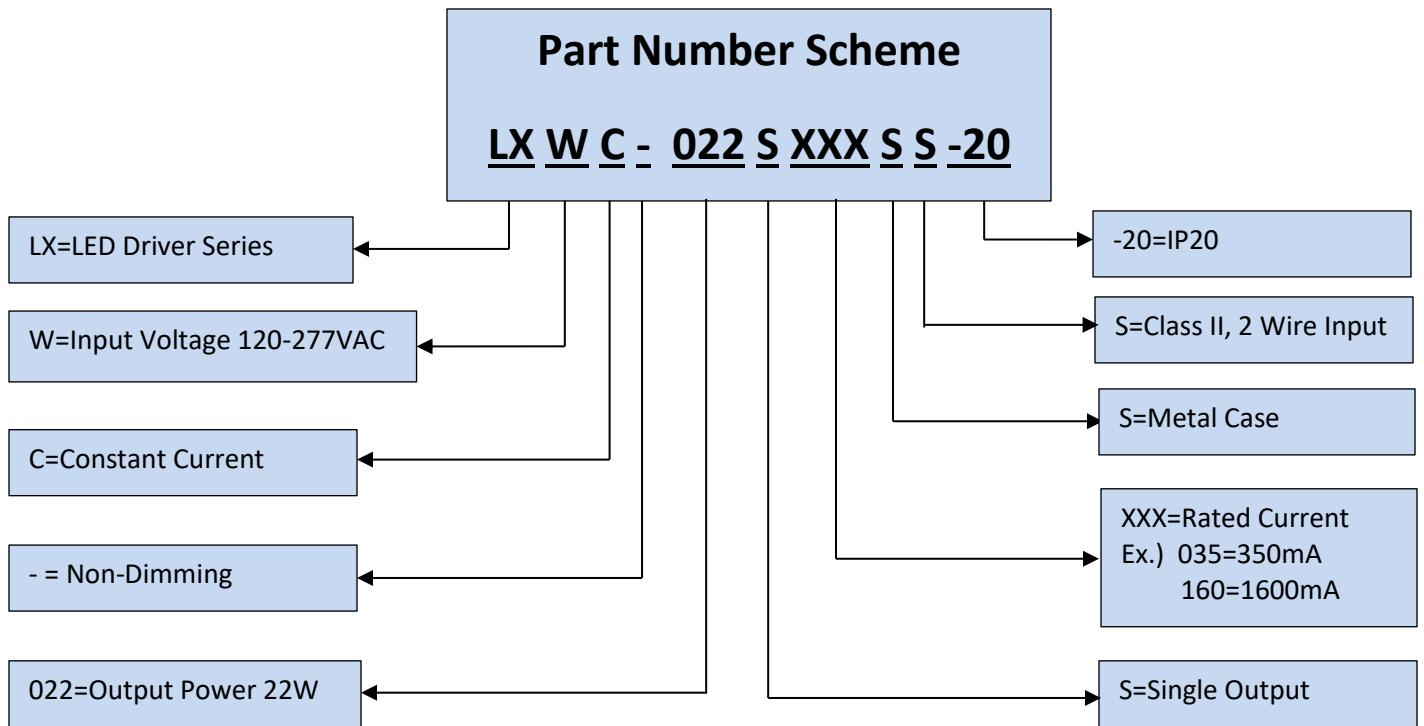 Part Number Scheme
LX W C - 022 S XXX S S -20
LX=LED Driver Series
W=Input Voltage 120-277VAC
C=Constant Current
- = Non-Dimming
022=Output Power 22W
-20=IP20
S=Class II, 2 Wire Input
S=Metal Case
XXX=Rated Current
Ex.) 035=350mA
160=1600mA
S=Single Output